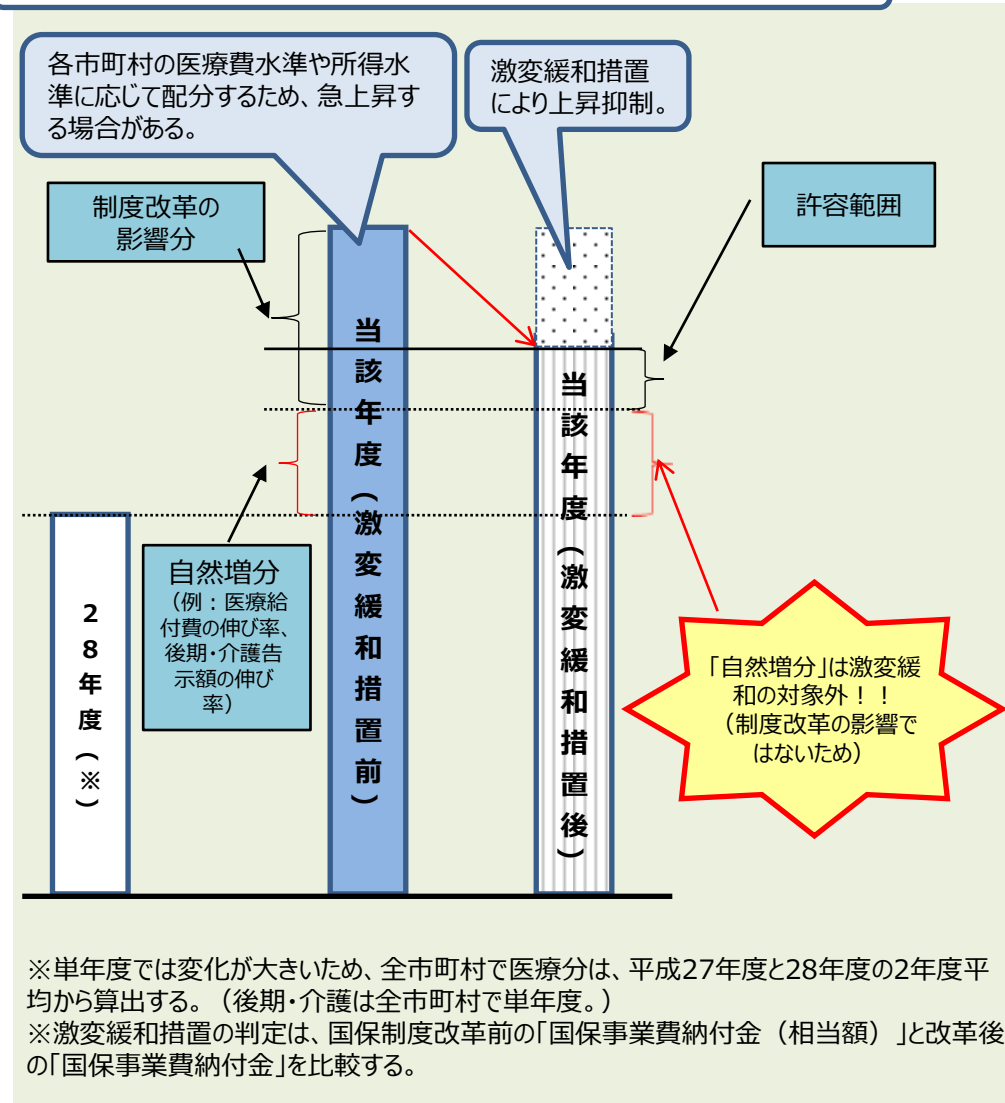 各市町村の医療費水準や所得水
準に応じて配分するため、急上昇す
る場合がある。
激変緩和措置
により上昇抑制。
制度改革の
影響分
許容範囲
当該年度(激変緩和措置前)
当該年度(激変緩和措置後)
28年度(※)
自然増分
(例：医療給
付費の伸び率、
後期・介護告
示額の伸び
率)
「自然増分」は激変緩
和の対象外！！
(制度改革の影響で
はないため)
※単年度では変化が大きいため、全市町村で医療分は、平成27年度と28年度の2年度平
均から算出する。(後期・介護は全市町村で単年度。)
※激変緩和措置の判定は、国保制度改革前の「国保事業費納付金(相当額)」と改革後
の「国保事業費納付金」を比較する。